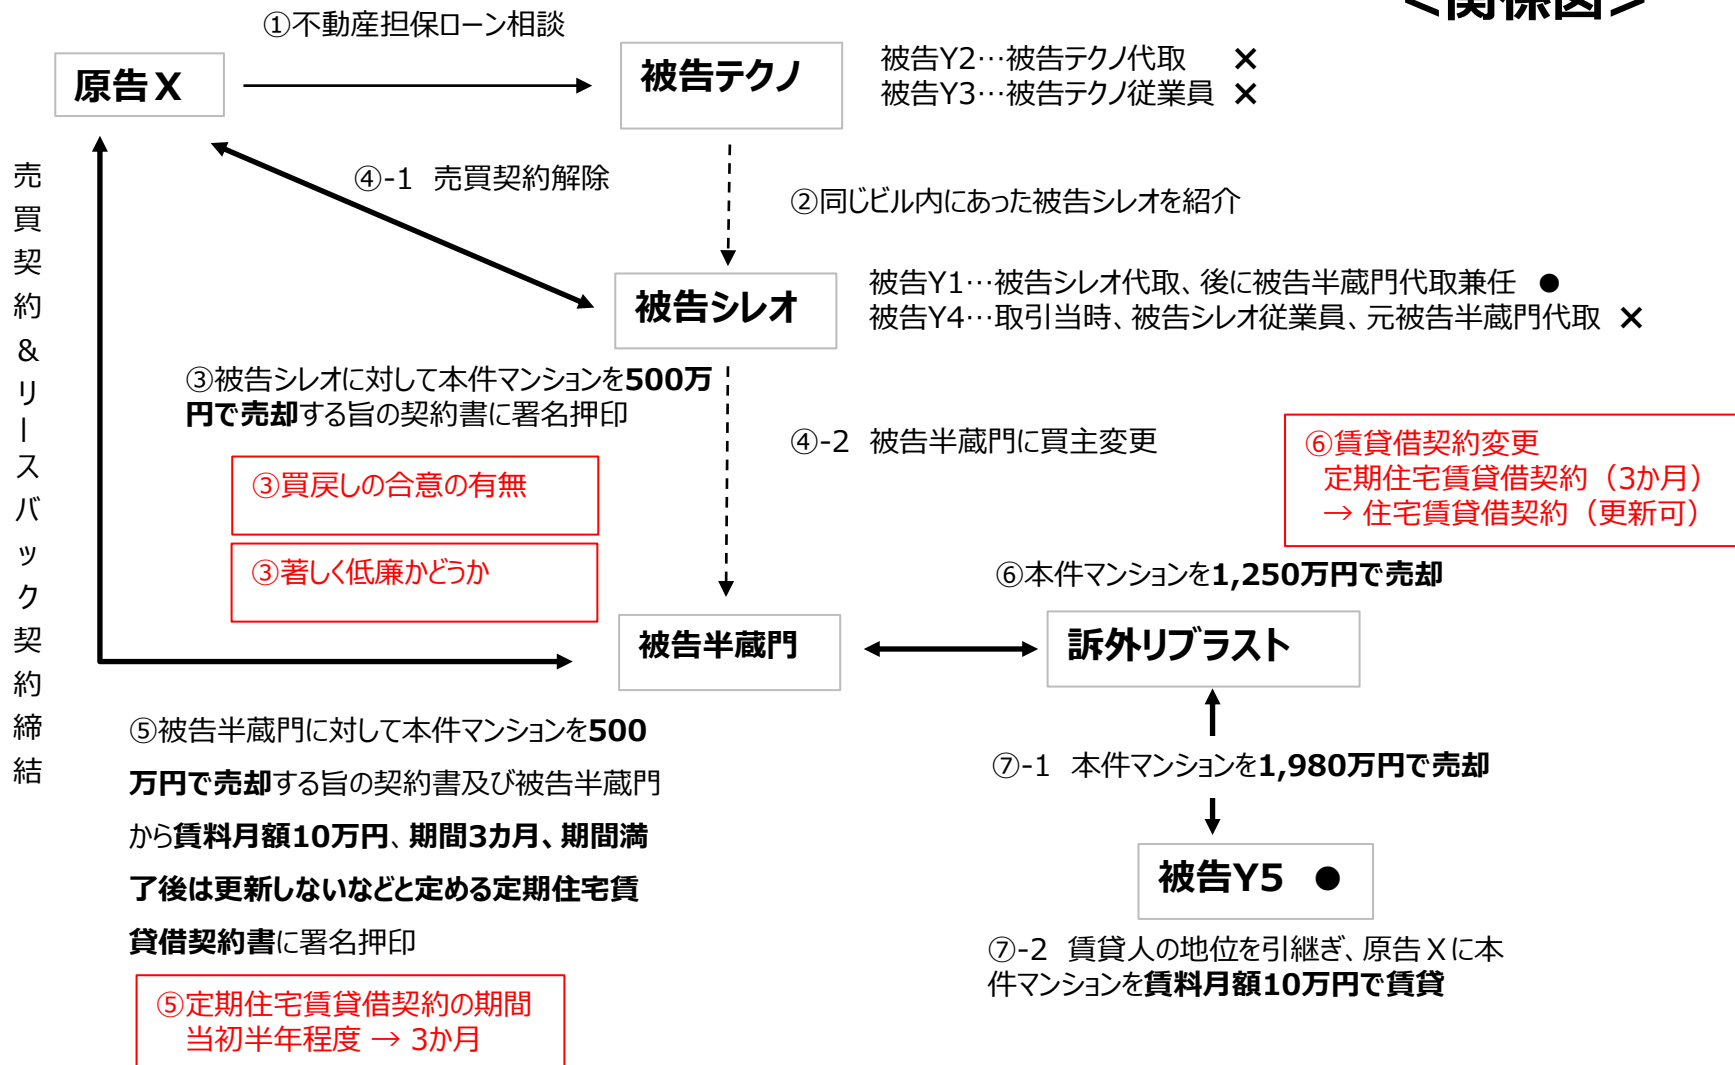 ＜関係図＞
①不動産担保ローン相談
原告Ｘ
被告テクノ
被告Y2…被告テクノ代取　×
被告Y3…被告テクノ従業員 ×
売買契約＆リースバック契約締結
④-1　売買契約解除
②同じビル内にあった被告シレオを紹介
被告シレオ
被告Y1…被告シレオ代取、後に被告半蔵門代取兼任 ●
被告Y4…取引当時、被告シレオ従業員、元被告半蔵門代取 ×
③被告シレオに対して本件マンションを500万
円で売却する旨の契約書に署名押印
③買戻しの合意の有無
③著しく低廉かどうか
④-2　被告半蔵門に買主変更
⑥賃貸借契約変更
定期住宅賃貸借契約（3か月）
→ 住宅賃貸借契約（更新可）
⑥本件マンションを1,250万円で売却
被告半蔵門
訴外リブラスト
⑤被告半蔵門に対して本件マンションを500
万円で売却する旨の契約書及び被告半蔵門
から賃料月額10万円、期間3カ月、期間満
了後は更新しないなどと定める定期住宅賃
貸借契約書に署名押印
⑤定期住宅賃貸借契約の期間
当初半年程度 → 3か月
⑦-1　本件マンションを1,980万円で売却
被告Y5 ●
⑦-2　賃貸人の地位を引継ぎ、原告Ｘに本
件マンションを賃料月額10万円で賃貸